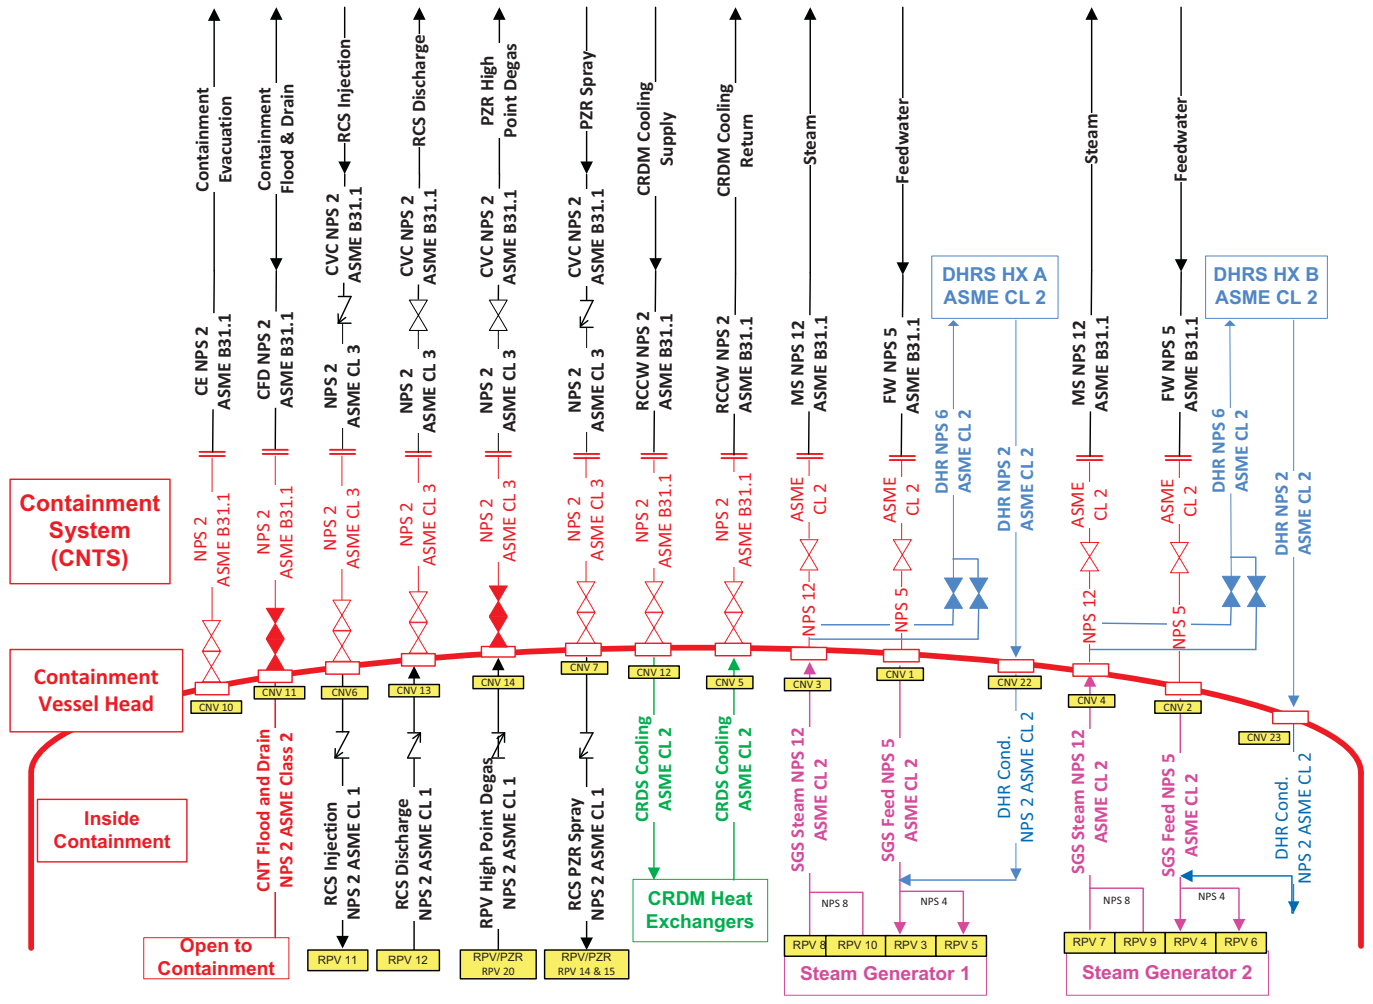 Containment
Evacuation
Containment
Flood & Drain
RCS Injection
RCS Discharge
PZR High
Point Degas
PZR Spray
CRDM Cooling
Supply
CRDM Cooling
Return
Steam
Feedwater
Steam
Feedwater
CVC NPS 2
ASME B31.1
CVC NPS 2
ASME B31.1
CVC NPS 2
ASME B31.1
CVC NPS 2
ASME B31.1
DHRS HX A
ASME CL 2
DHRS HX B
ASME CL 2
CE NPS 2
ASME B31.1
CFD NPS 2
ASME B31.1
NPS 2
ASME CL 3
NPS 2
ASME CL 3
NPS 2
ASME CL 3
NPS 2
ASME CL 3
RCCW NPS 2
ASME B31.1
RCCW NPS 2
ASME B31.1
MS NPS 12
ASME B31.1
FW NPS 5
ASME B31.1
DHR NPS 6
ASME CL 2
DHR NPS 2
ASME CL 2
MS NPS 12
ASME B31.1
FW NPS 5
ASME B31.1
DHR NPS 6
ASME CL 2
DHR NPS 2
ASME CL 2
Containment
System
(CNTS)
NPS 2
ASME B31.1
NPS 2
ASME B31.1
NPS 2
ASME CL 3
NPS 2
ASME CL 3
NPS 2
ASME CL 3
NPS 2
ASME CL 3
NPS 2
ASME B31.1
NPS 2
ASME B31.1
ASME
CL 2
ASME
CL 2
ASME
CL 2
ASME
CL 2
NPS 12
NPS 5
NPS 12
NPS 5
Containment
Vessel Head
CNV 10
CNV 11
CNV6
CNV 13
CNV 14
CNV 7
CNV 12
CNV 5
CNV 3
CNV 1
CNV 22
CNV 4
CNV 2
CNV 23
Inside
Containment
CNT Flood and Drain
NPS 2 ASME Class 2
RCS Injection
NPS 2 ASME CL 1
RCS Discharge
NPS 2 ASME CL 1
RPV High Point Degas
NPS 2 ASME CL 1
RCS PZR Spray
NPS 2 ASME CL 1
CRDS Cooling
ASME CL 2
CRDS Cooling
ASME CL 2
SGS Steam NPS 12
ASME CL 2
SGS Feed NPS 5
ASME CL 2
DHR Cond.
NPS 2 ASME CL 2
SGS Steam NPS 12
ASME CL 2
SGS Feed NPS 5
ASME CL 2
DHR Cond.
NPS 2 ASME CL 2
NPS 8
NPS 4
NPS 8
NPS 4
Open to
Containment
RPV 11
RPV 12
RPV/PZR
RPV 20
RPV/PZR
RPV 14 & 15
CRDM Heat
Exchangers
RPV 8
RPV 10
RPV 3
RPV 5
Steam Generator 1
RPV 7
RPV 9
RPV 4
RPV 6
Steam Generator 2